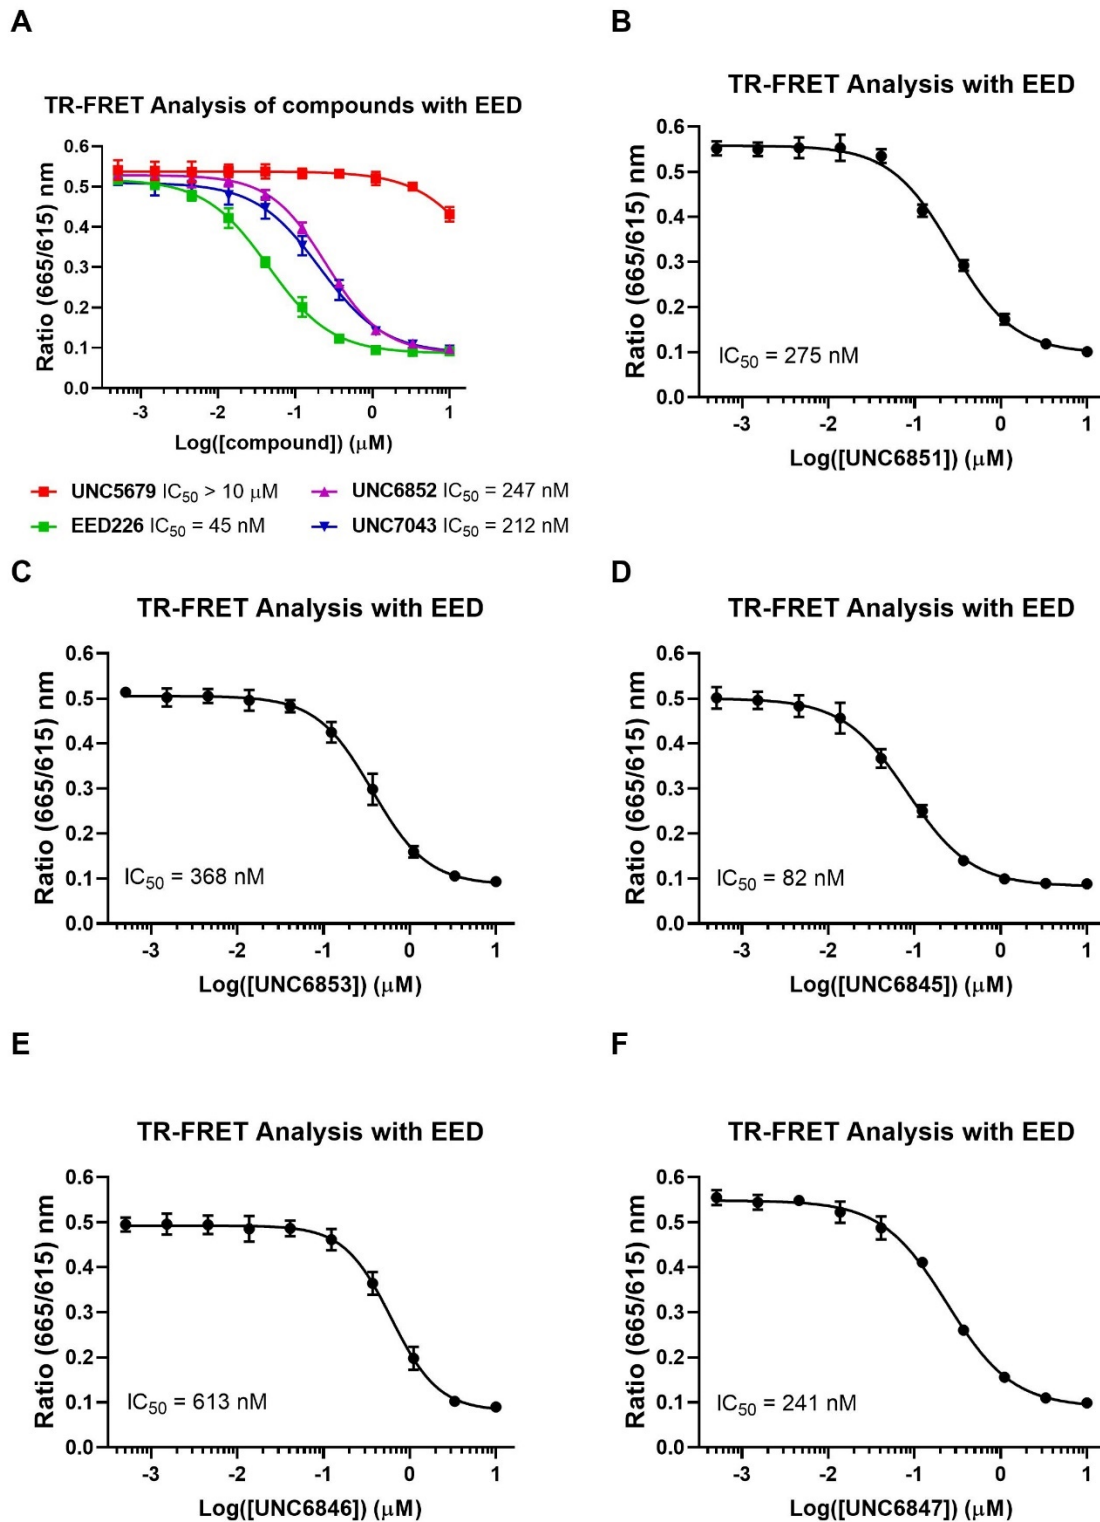 A
TR-FRET Analysis of compounds with EED
Ratio (665/615) nm
0.6
0.5
0.4
0.3
0.2
0.1
0.0
-3 -2 -1 0 1
Log([compound]) (μM)
UNC5679 IC50 > 10 μM
UNC6852 IC50 = 247 nM
EED226 IC50 = 45 nM
UNC7043 IC50 = 212 nM
B
TR-FRET Analysis with EED
Ratio (665/615) nm
0.6
0.5
0.4
0.3
0.2
0.1
0.0
IC50 = 275 nM
-3 -2 -1 0 1
Log([UNC6851]) (μM)
C
TR-FRET Analysis with EED
Ratio (665/615) nm
0.6
0.5
0.4
0.3
0.2
0.1
0.0
IC50 = 368 nM
-3 -2 -1 0 1
Log([UNC6853]) (μM)
D
TR-FRET Analysis with EED
Ratio (665/615) nm
0.6
0.5
0.4
0.3
0.2
0.1
0.0
IC50 = 82 nM
-3 -2 -1 0 1
Log([UNC6845]) (μM)
E
TR-FRET Analysis with EED
Ratio (665/615) nm
0.6
0.5
0.4
0.3
0.2
0.1
0.0
IC50 = 613 nM
-3 -2 -1 0 1
Log([UNC6846]) (μM)
F
TR-FRET Analysis with EED
Ratio (665/615) nm
0.6
0.5
0.4
0.3
0.2
0.1
0.0
IC50 = 241 nM
-3 -2 -1 0 1
Log([UNC6847]) (μM)